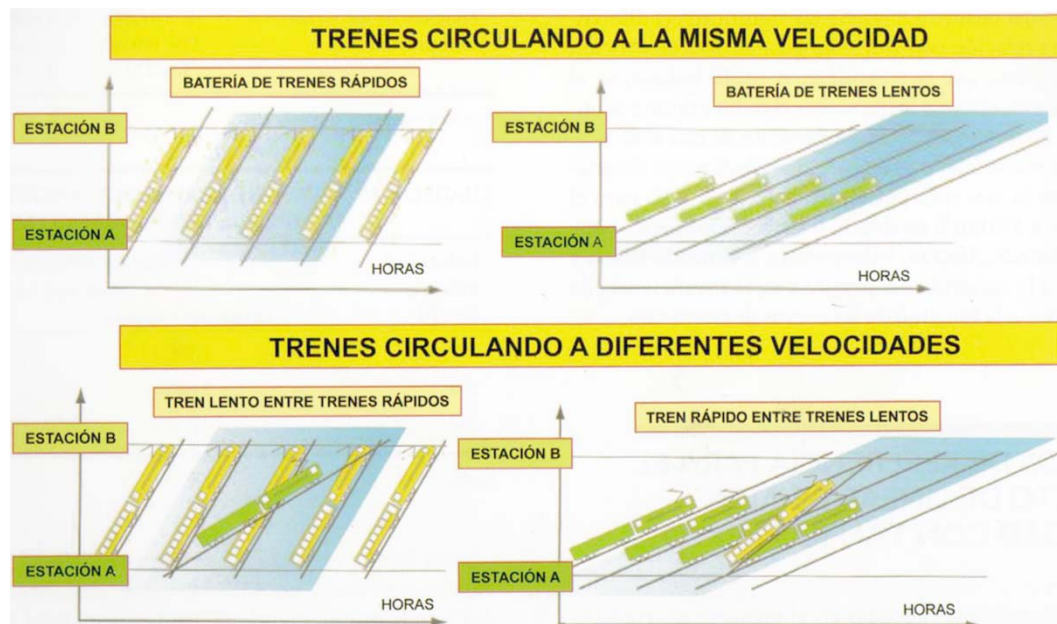 TRENES CIRCULANDO A LA MISMA VELOCIDAD
BATERÍA DE TRENES RÁPIDOS
ESTACIÓN B
ESTACIÓN A
HORAS
BATERÍA DE TRENES LENTOS
ESTACIÓN B
ESTACIÓN A
HORAS
TRENES CIRCULANDO A DIFERENTES VELOCIDADES
TREN LENTO ENTRE TRENES RÁPIDOS
ESTACIÓN B
ESTACIÓN A
HORAS
TREN RÁPIDO ENTRE TRENES LENTOS
ESTACIÓN B
ESTACIÓN A
HORAS